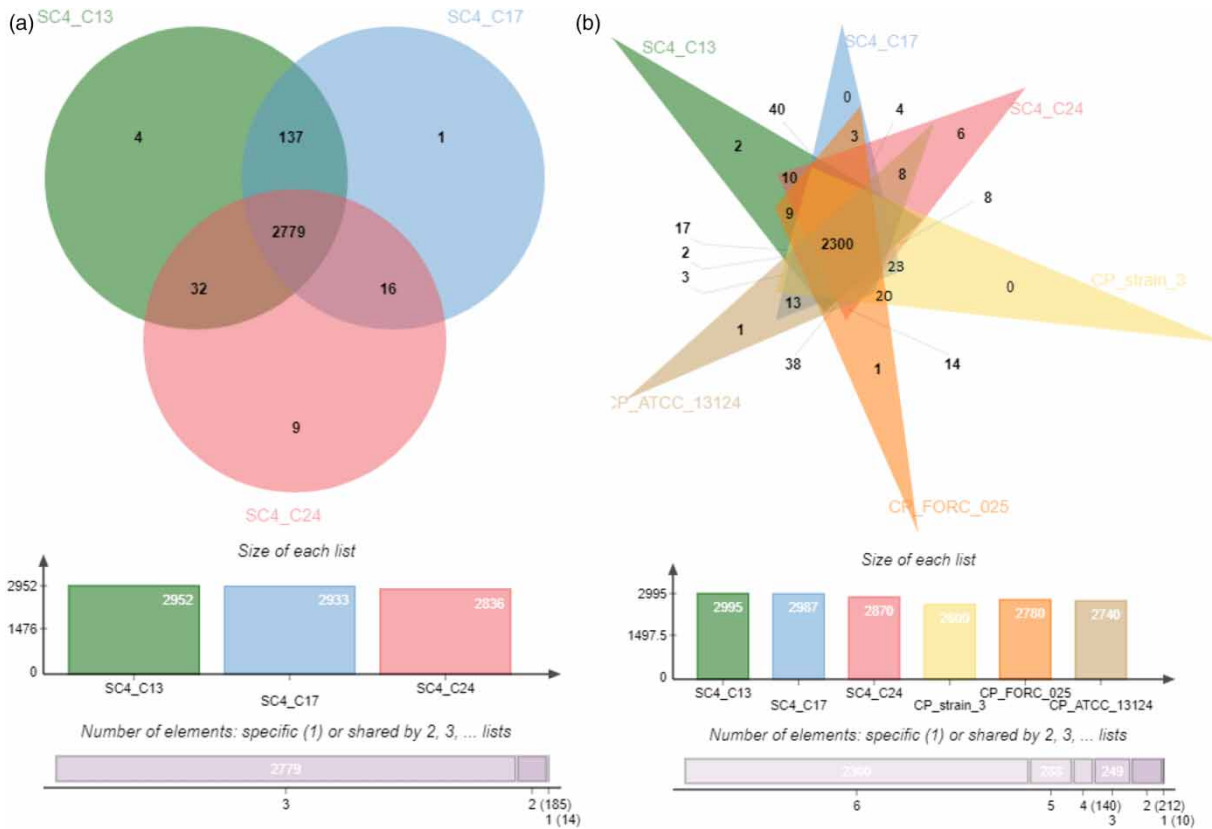 (a)
SC4_C13
SC4_C17
4
137
1
2779
32
16
9
SC4_C24
Size of each list
2952
1476
0
2952
2933
2836
SC4_C13
SC4_C17
SC4_C24
Number of elements: specific (1) or shared by 2, 3, ... lists
2779
3
2 (185)
1 (14)
(b)
SC4_C13
SC4_C17
SC4_C24
40
0
4
3
6
2
10
8
9
8
17
2300
2
3
23
0
CP_strain_3
13
20
1
38
1
14
CP_ATCC_13124
CP_FORC_025
Size of each list
2995
1497.5
0
2995
2987
2870
2780
2740
SC4_C13
SC4_C17
SC4_C24
CP_strain_3
CP_FORC_025
CP_ATCC_13124
Number of elements: specific (1) or shared by 2, 3, ... lists
2300
249
6
5
4 (140)
3
2 (212)
1 (10)